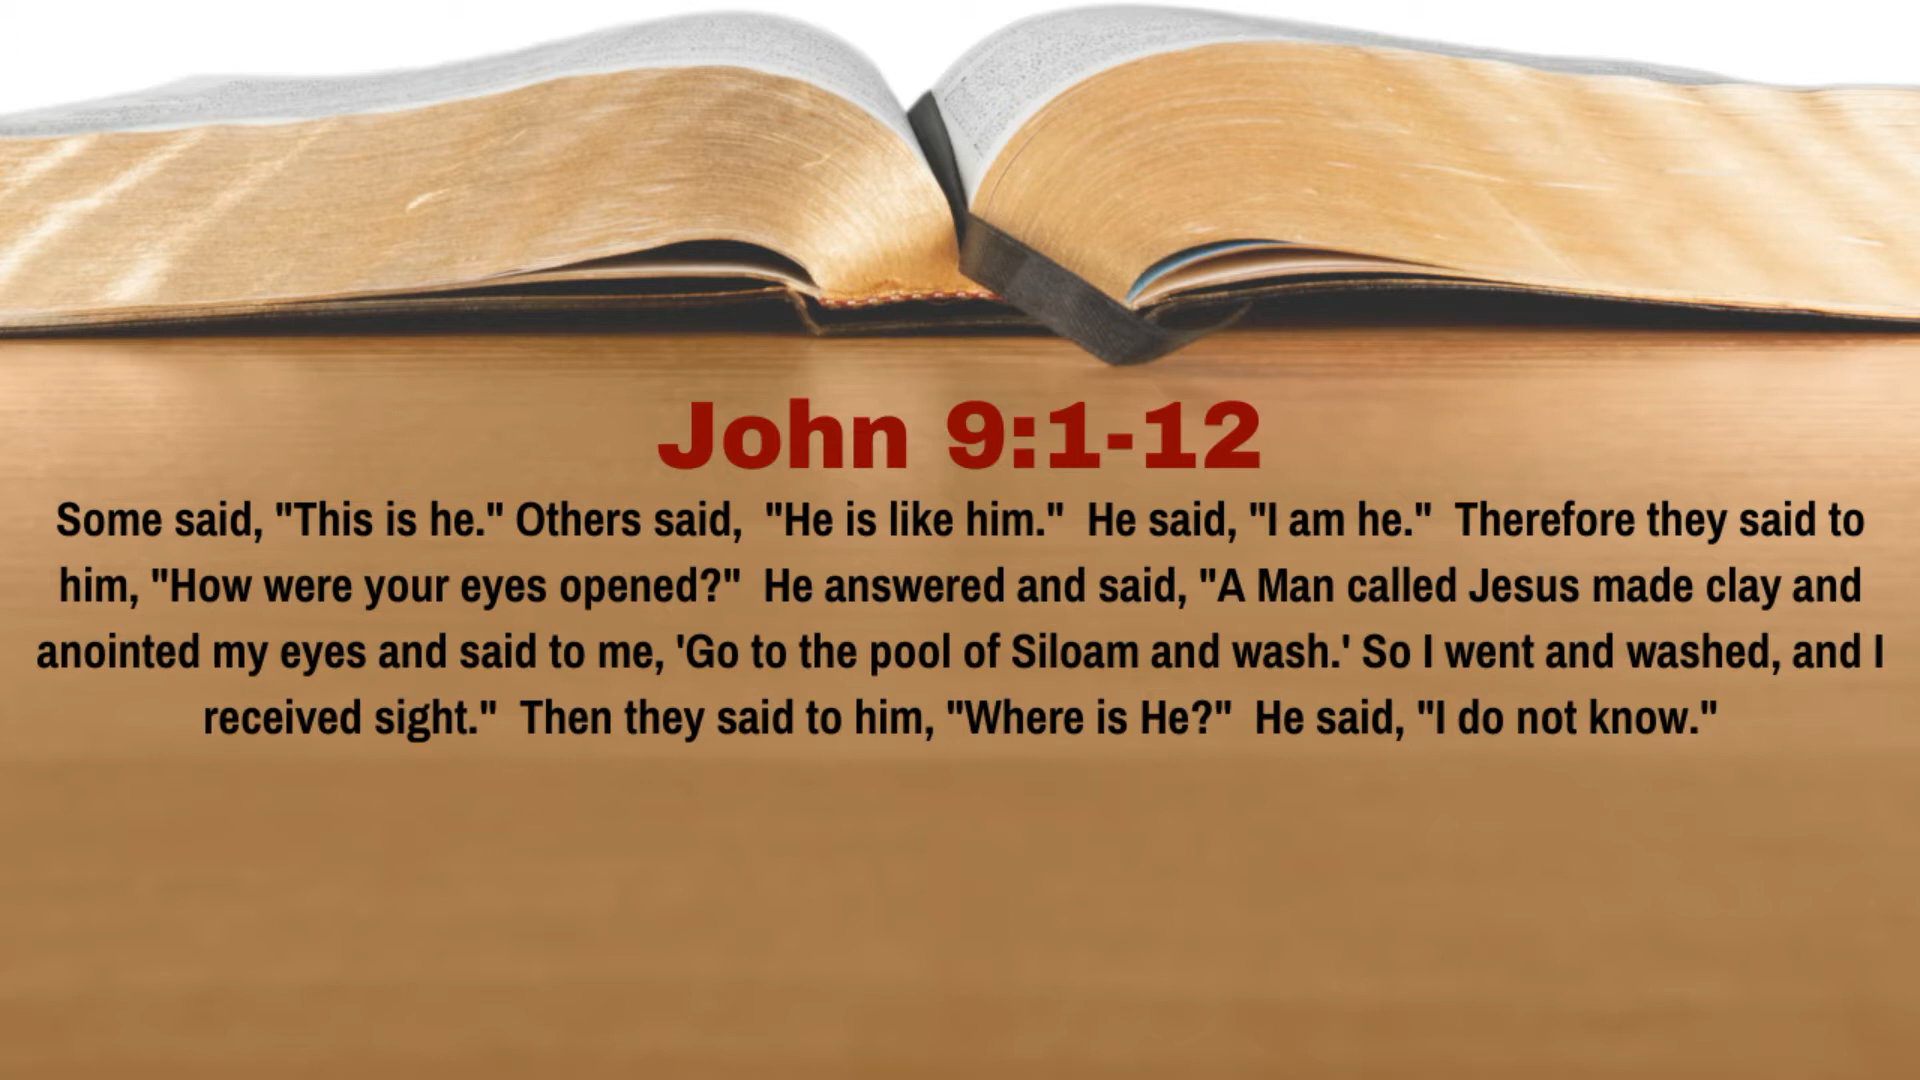 John 9:1-12
Some said, "This is he." Others said,  "He is like him."  He said, "I am he."  Therefore they said to
him, "How were your eyes opened?"  He answered and said, "A Man called Jesus made clay and
anointed my eyes and said to me, 'Go to the pool of Siloam and wash.' So I went and washed, and I
received sight."  Then they said to him, "Where is He?"  He said, "I do not know."